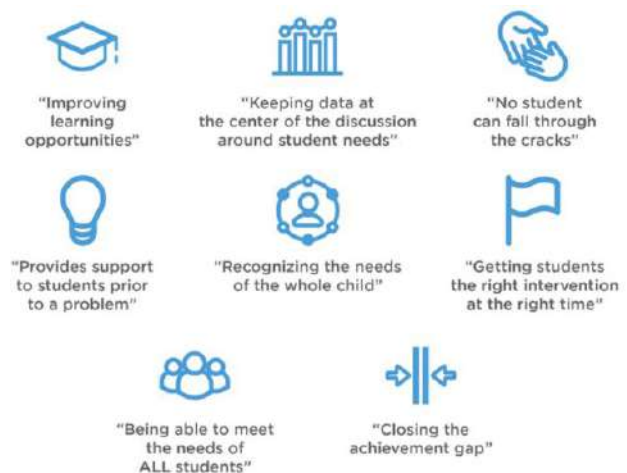 "Improving
learning
opportunities"
"Keeping data at
the center of the discussion
around student needs"
"No student
can fall through
the cracks"
"Provides support
to students prior
to a problem"
"Recognizing the needs
of the whole child"
"Getting students
the right intervention
at the right time"
"Being able to meet
the needs of
ALL students"
"Closing the
achievement gap"